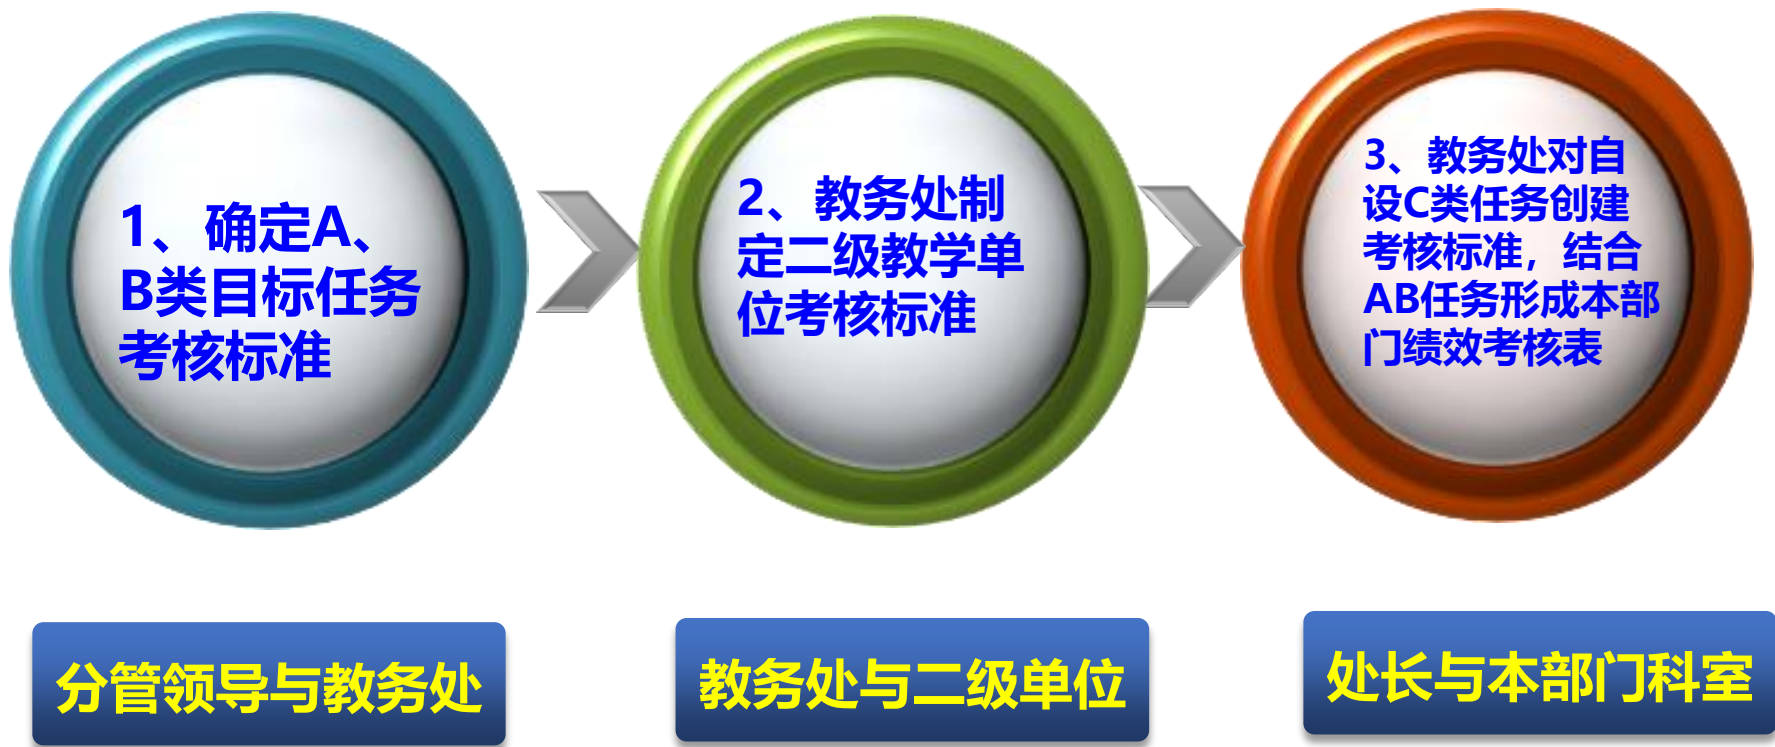 1、确定A、
B类目标任务
考核标准
2、教务处制
定二级教学单
位考核标准
3、教务处对自
设C类任务创建
考核标准，结合
AB任务形成本部
门绩效考核表
分管领导与教务处
教务处与二级单位
处长与本部门科室